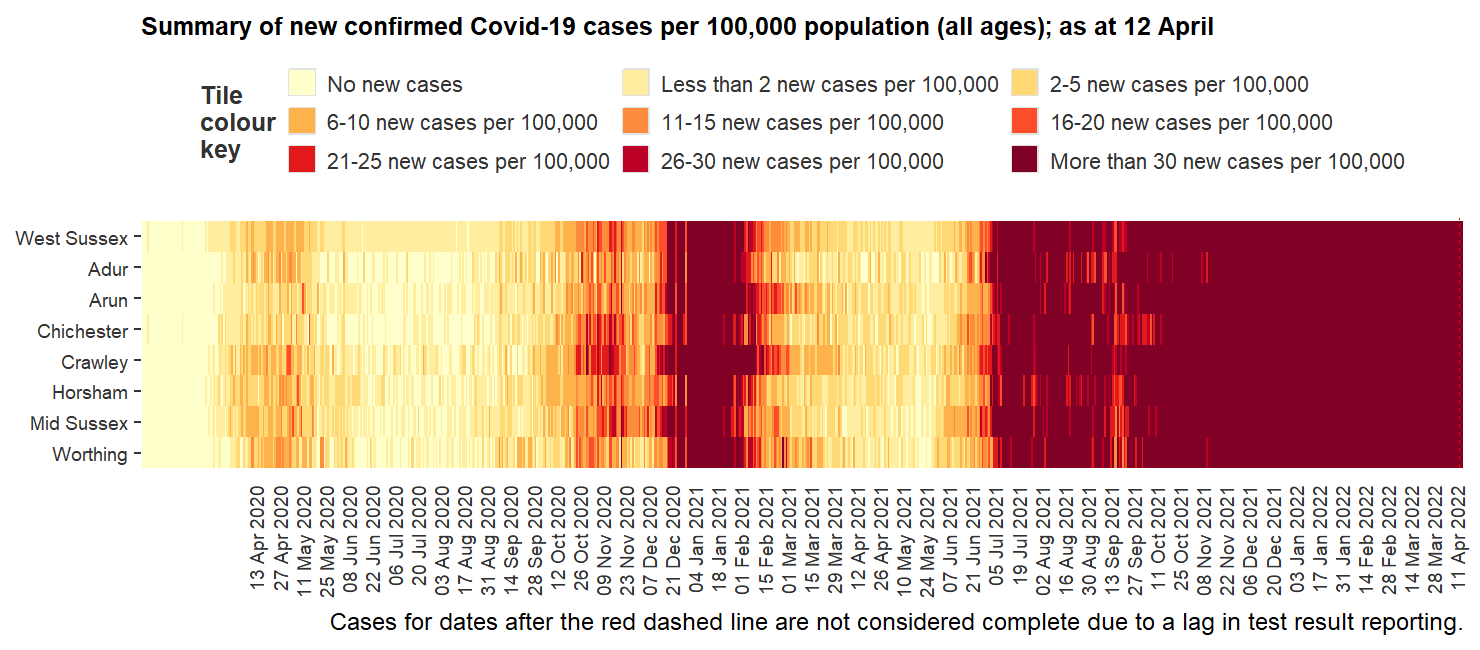 Summary of new confirmed Covid-19 cases per 100,000 population (all ages); as at 12 April
Tile
colour
key
No new cases
Less than 2 new cases per 100,000
2-5 new cases per 100,000
6-10 new cases per 100,000
11-15 new cases per 100,000
16-20 new cases per 100,000
21-25 new cases per 100,000
26-30 new cases per 100,000
More than 30 new cases per 100,000
West Sussex
Adur
Arun
Chichester
Crawley
Horsham
Mid Sussex
Worthing
13 Apr 2020
27 Apr 2020
11 May 2020
25 May 2020
08 Jun 2020
22 Jun 2020
06 Jul 2020
20 Jul 2020
03 Aug 2020
17 Aug 2020
31 Aug 2020
14 Sep 2020
28 Sep 2020
12 Oct 2020
26 Oct 2020
09 Nov 2020
23 Nov 2020
07 Dec 2020
21 Dec 2020
04 Jan 2021
18 Jan 2021
01 Feb 2021
15 Feb 2021
01 Mar 2021
15 Mar 2021
29 Mar 2021
12 Apr 2021
26 Apr 2021
10 May 2021
24 May 2021
07 Jun 2021
21 Jun 2021
05 Jul 2021
19 Jul 2021
02 Aug 2021
16 Aug 2021
30 Aug 2021
13 Sep 2021
27 Sep 2021
11 Oct 2021
25 Oct 2021
08 Nov 2021
22 Nov 2021
06 Dec 2021
20 Dec 2021
03 Jan 2022
17 Jan 2022
31 Jan 2022
14 Feb 2022
28 Feb 2022
14 Mar 2022
28 Mar 2022
11 Apr 2022
Cases for dates after the red dashed line are not considered complete due to a lag in test result reporting.